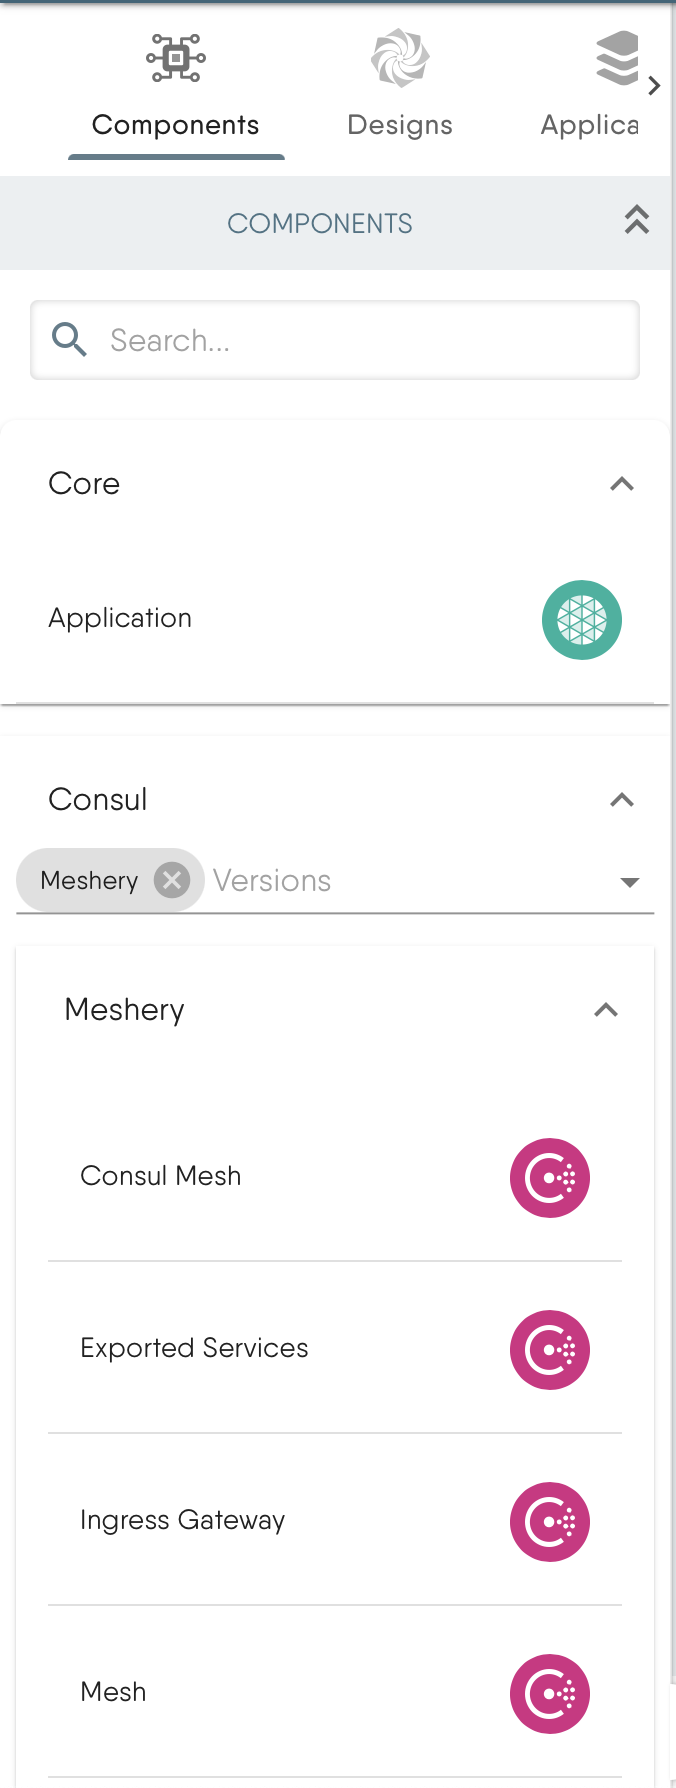 Components
Designs
Applica
COMPONENTS
Search...
Core
Application
Consul
Meshery
Versions
Meshery
Consul Mesh
Exported Services
Ingress Gateway
Mesh